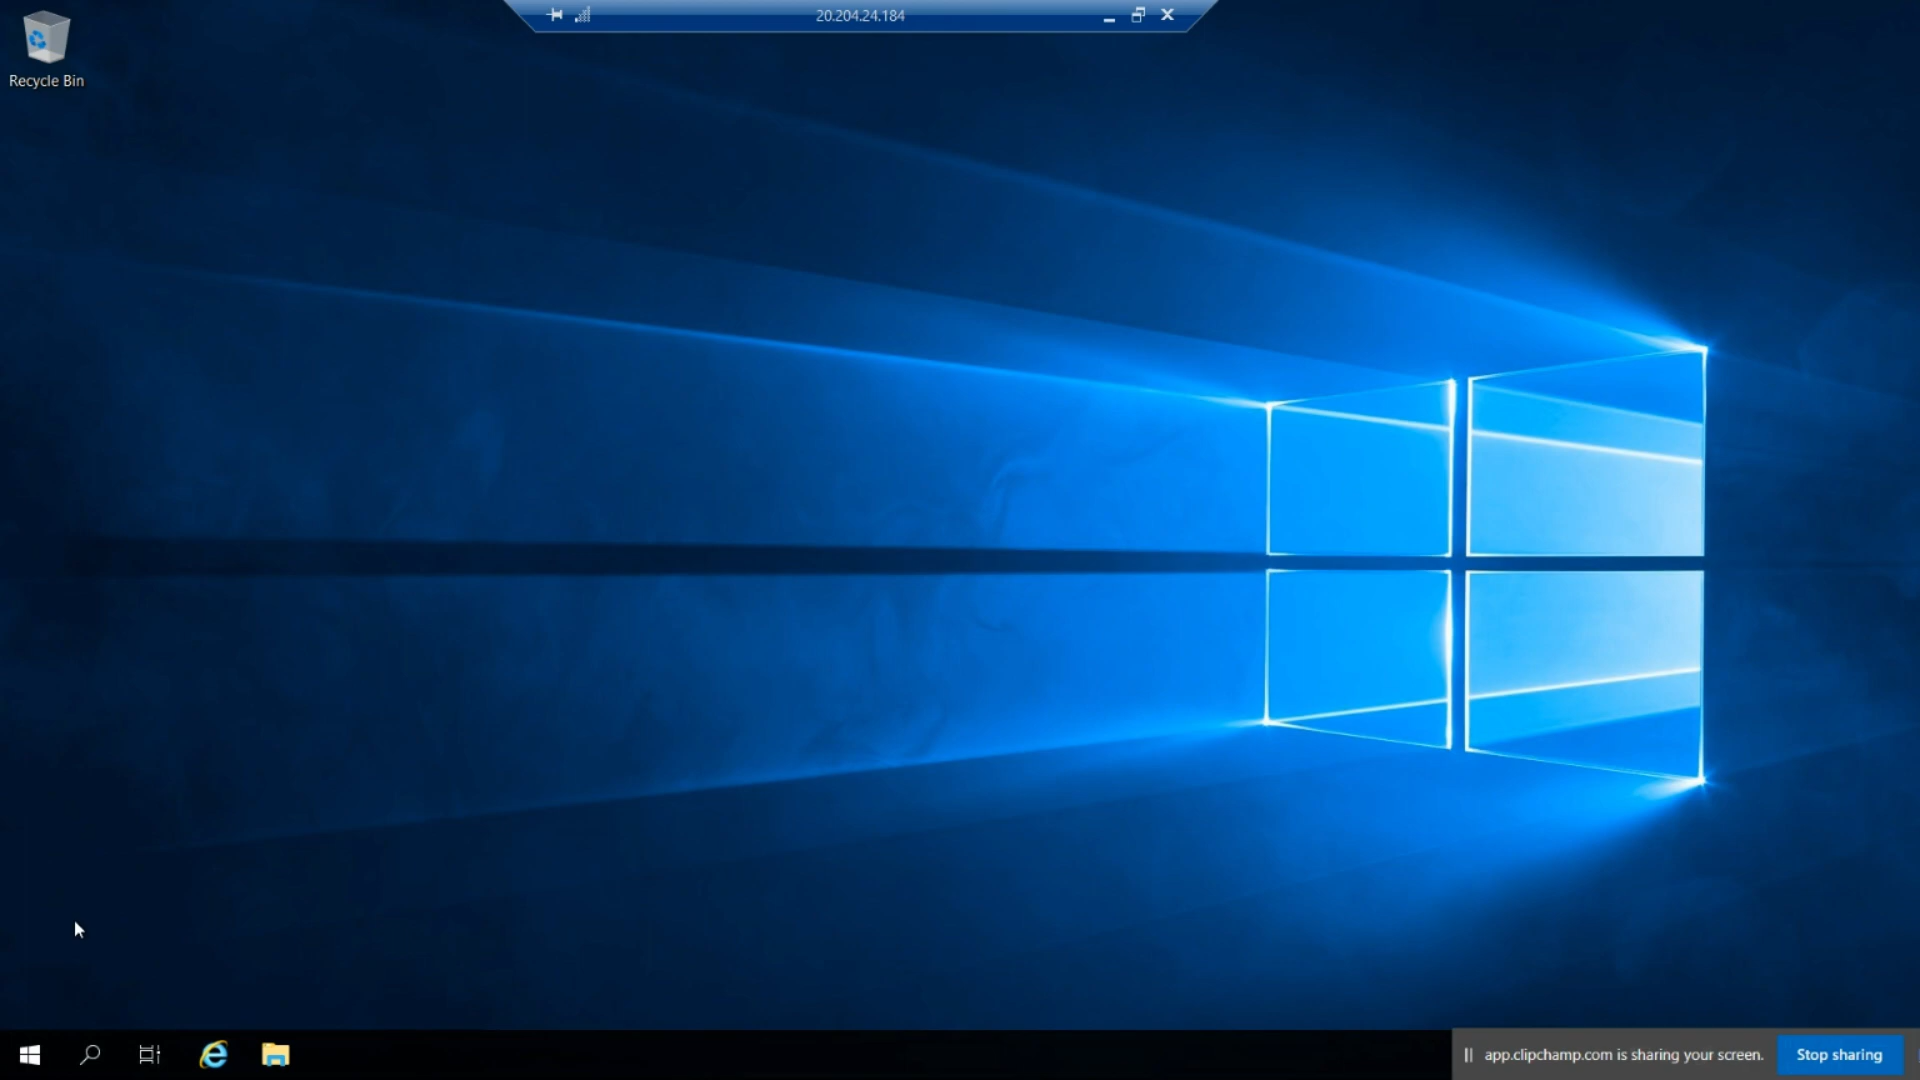 20.204.24.184
Recycle Bin
app.clipchamp.com is sharing your screen.
Stop sharing